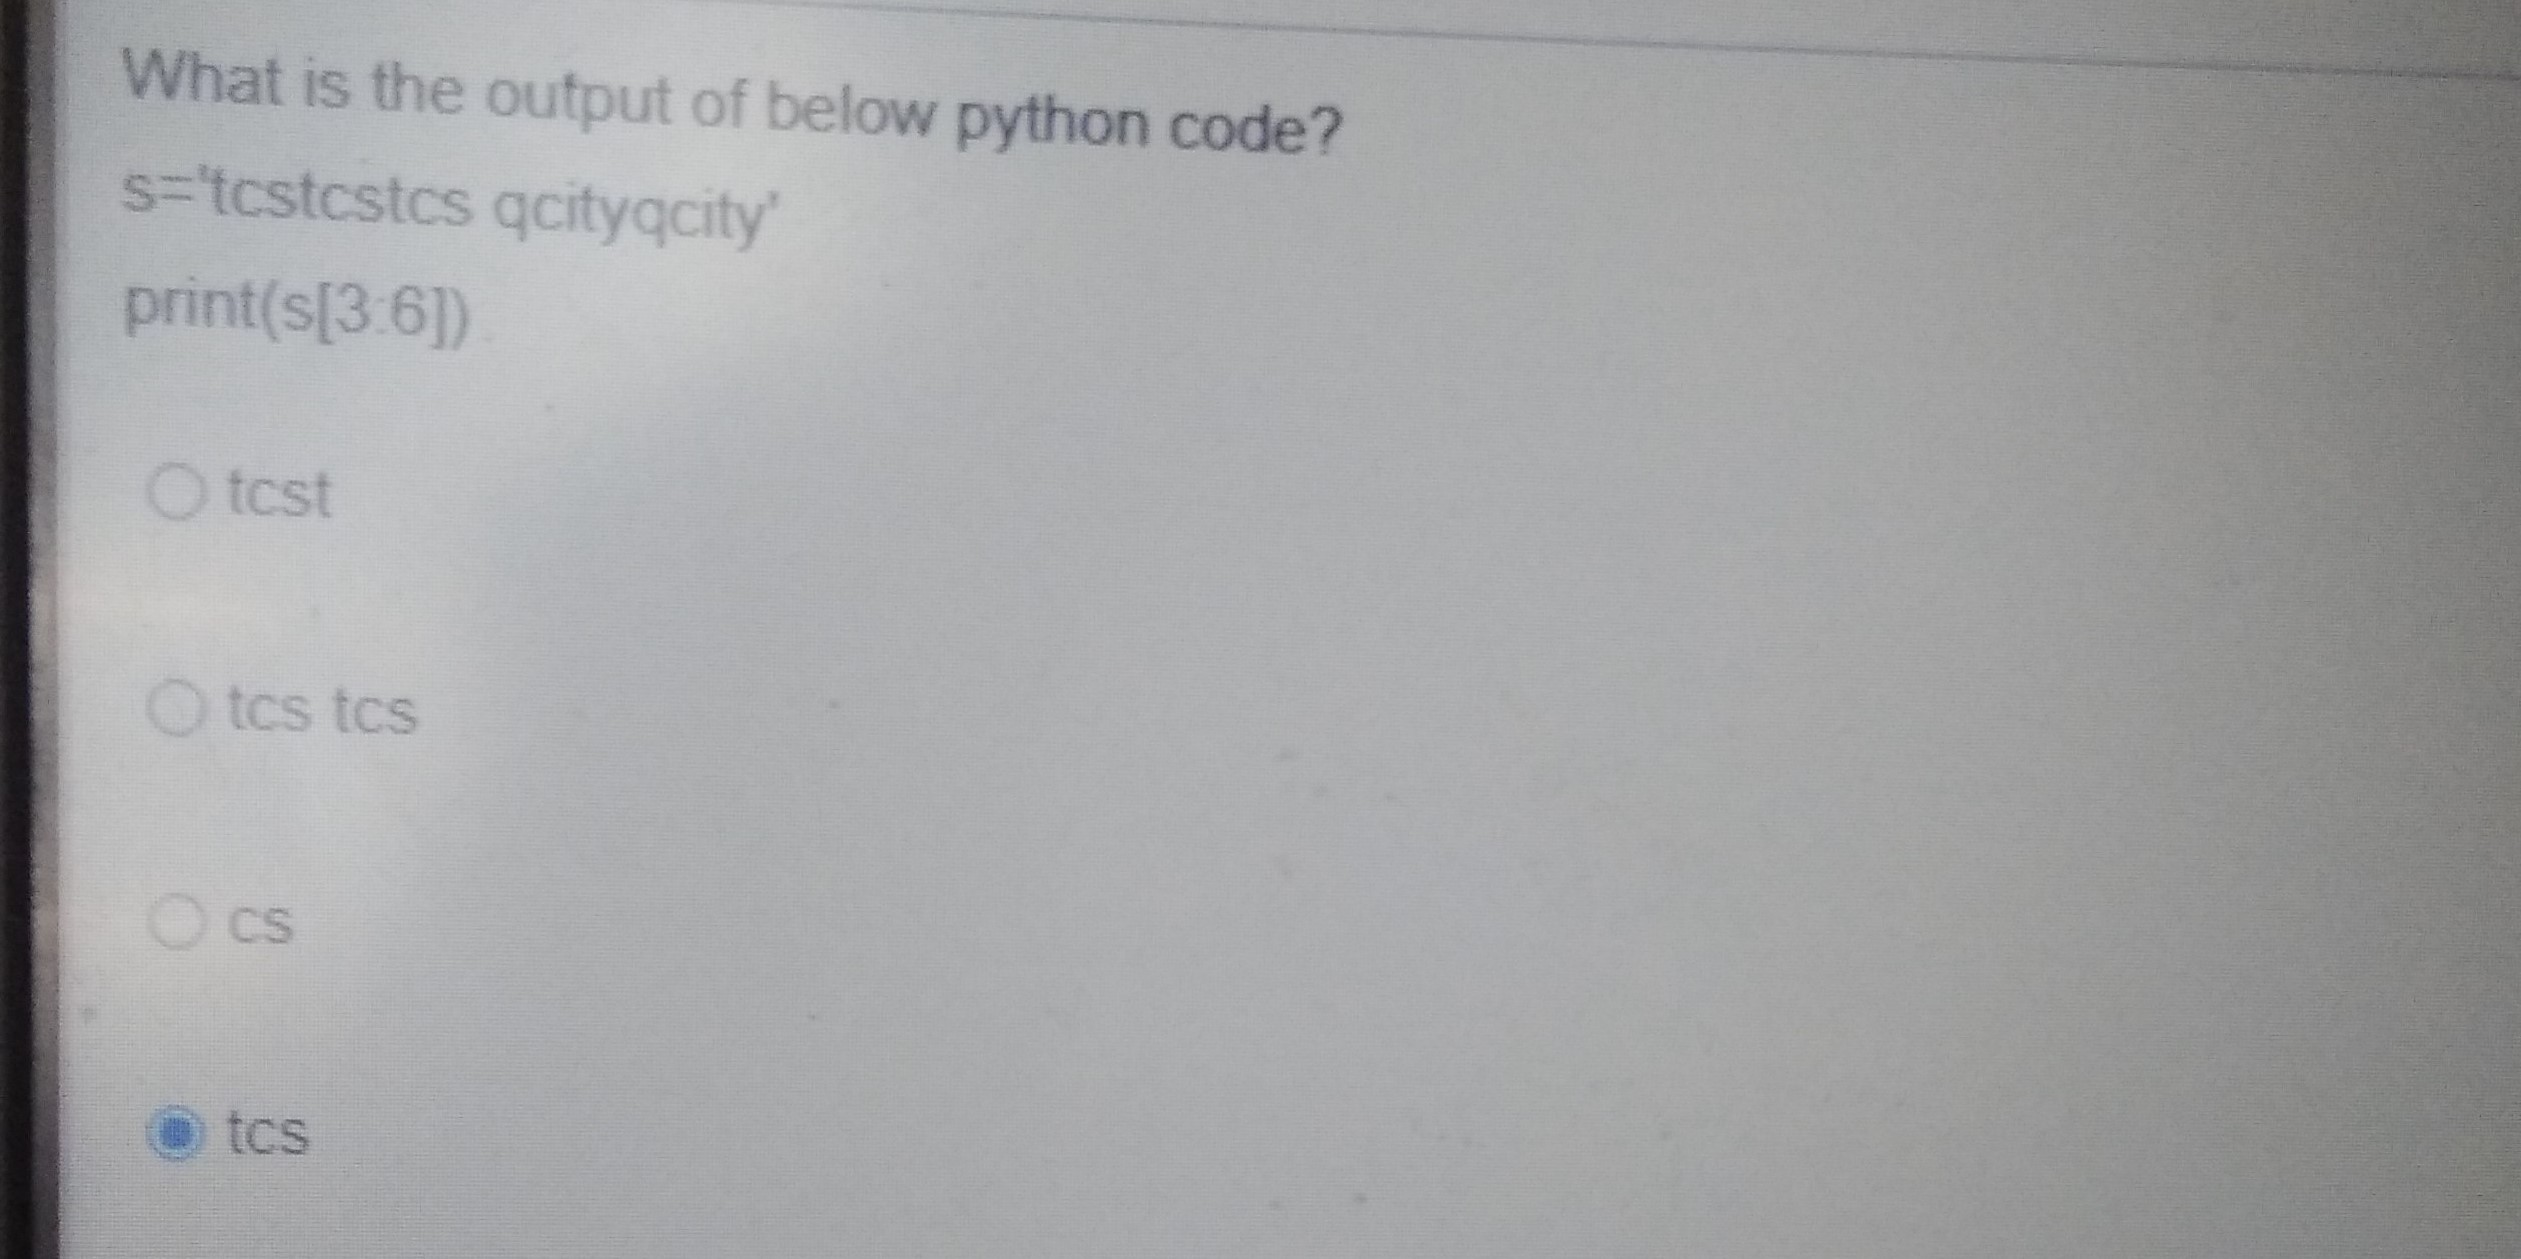 What is the output of below python code?
s='tcstcstcs qcityqcity'
print(s[3:6])
tcst
tcs tcs
cs
tcs